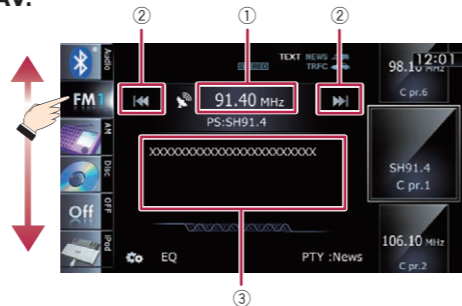 AV.
② ① ②
12:01
Audio
TEXT NEWS
STEREO TRFC
98.10 MHz
C pr.6
FM1
91.40 MHz
PS:SH91.4
AM
XXXXXXXXXXXXXXXXXXXXXXX
SH91.4
C pr.1
Disc
Off
OFF
iPod
EQ
PTY :News
106.10 MHz
C pr.2
③